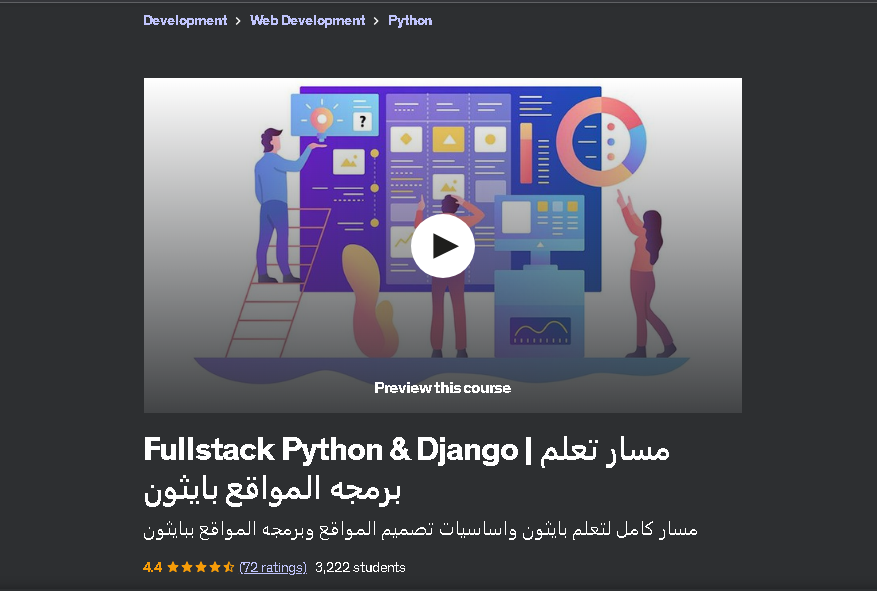 Development > Web Development > Python
?
Preview this course
Fullstack Python & Django | مسار تعلم
برمجه المواقع بايثون
مسار كامل لتعلم بايثون واساسيات تصميم المواقع وبرمجه المواقع ببايثون
4.4 (72 ratings) 3,222 students